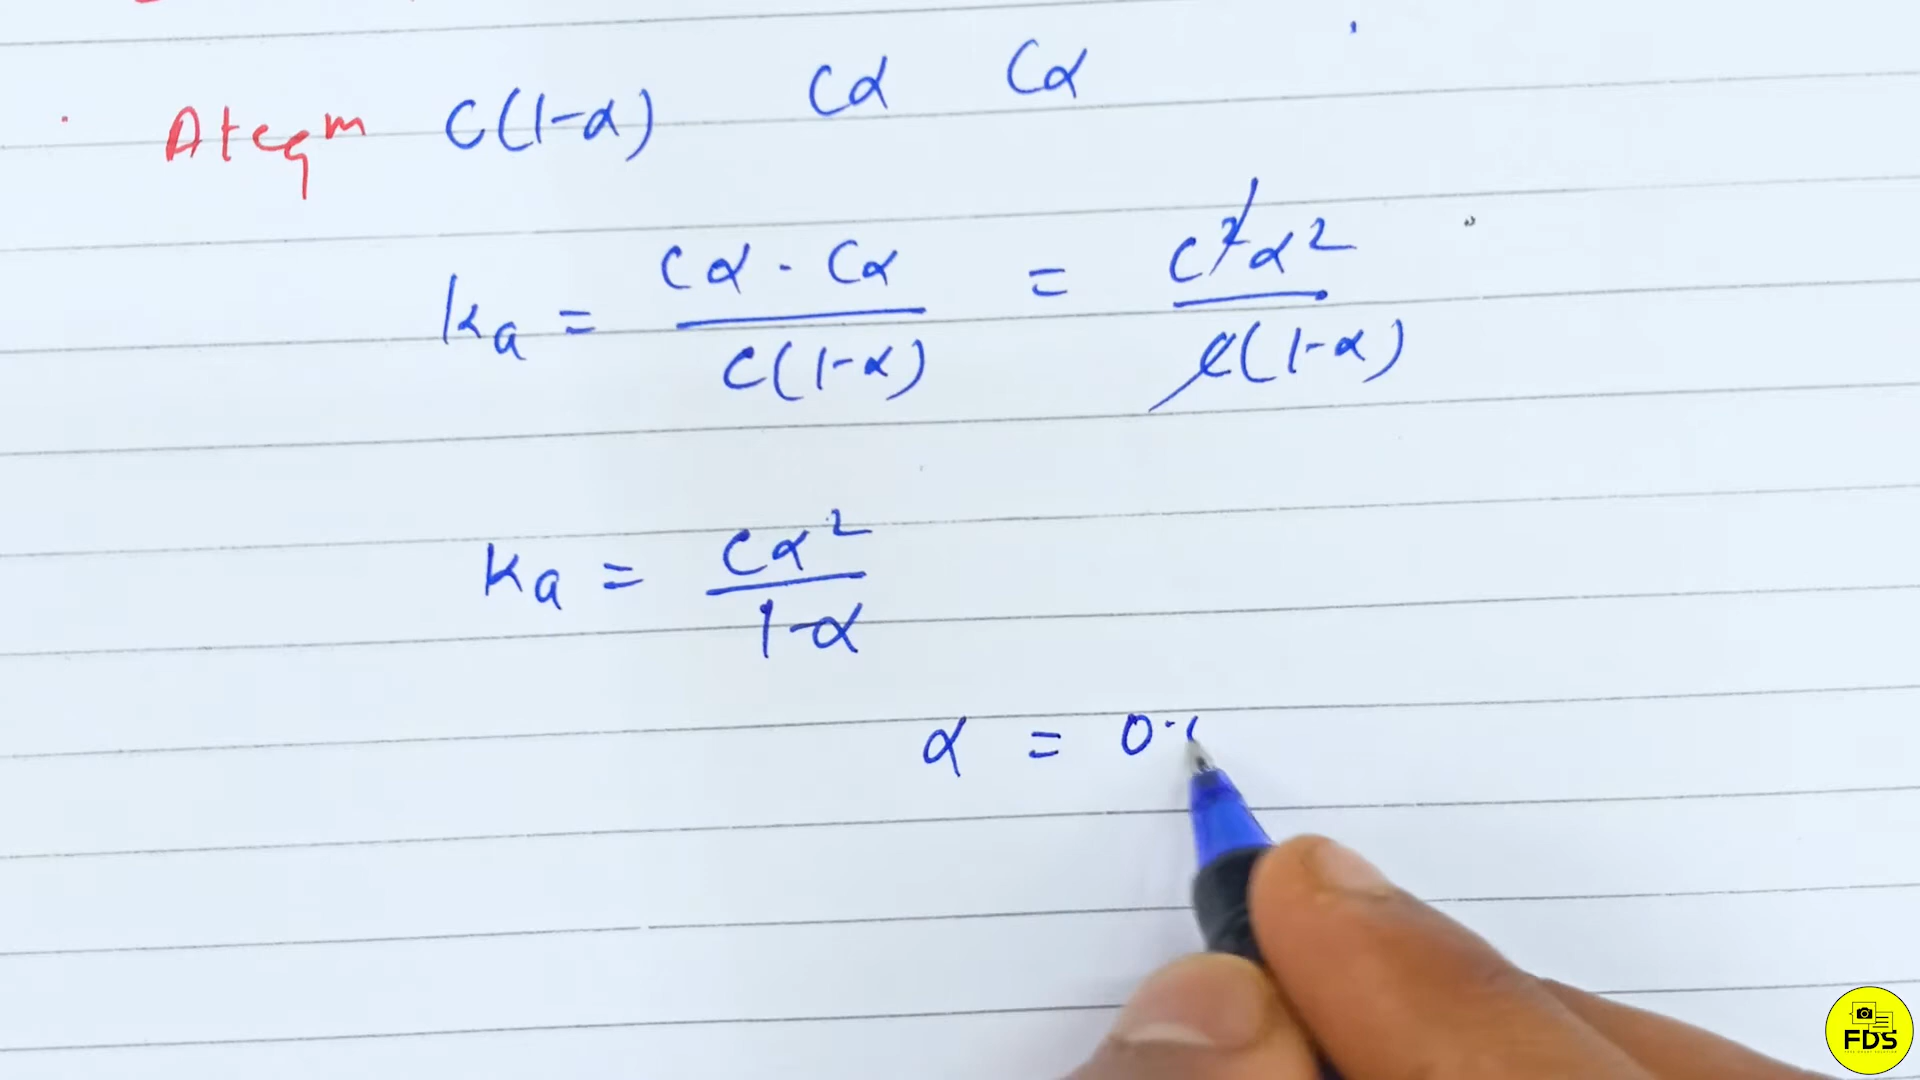 At eqm C(1-α) Cα Cα
Ka = Cα · Cα / C(1-α) = C²α² / C(1-α)
Ka = Cα² / 1-α
α = 0.
FDS